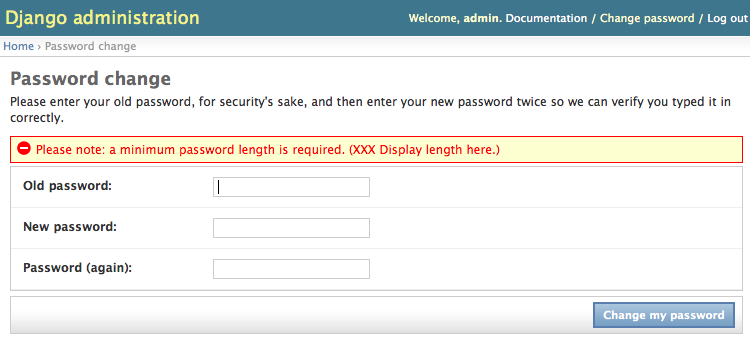 Django administration
Welcome, admin. Documentation / Change password / Log out
Home › Password change
Password change
Please enter your old password, for security's sake, and then enter your new password twice so we can verify you typed it in
correctly.
Please note: a minimum password length is required. (XXX Display length here.)
Old password:
New password:
Password (again):
Change my password